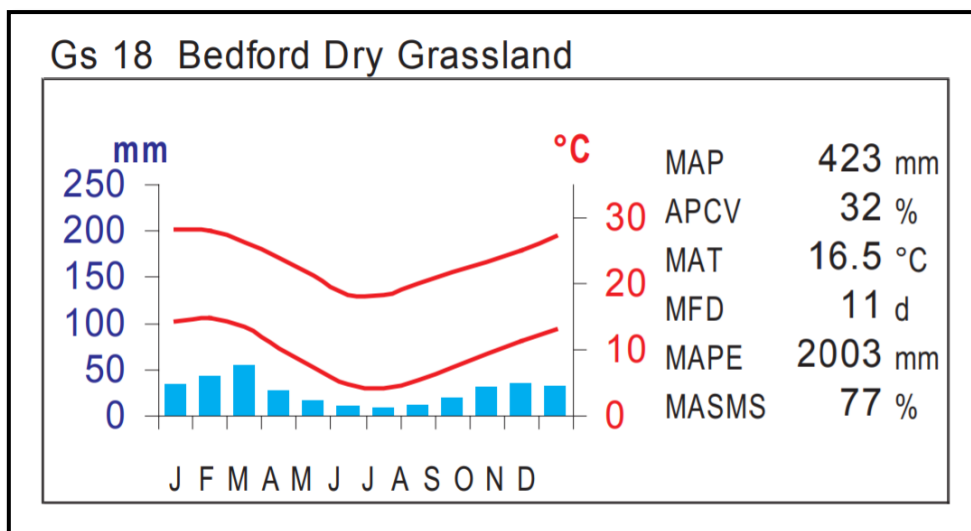 Gs 18 Bedford Dry Grassland
mm
°C
250
200
150
100
50
0
30
20
10
0
J F M A M J J A S O N D
MAP 423 mm
APCV 32 %
MAT 16.5 °C
MFD 11 d
MAPE 2003 mm
MASMS 77 %